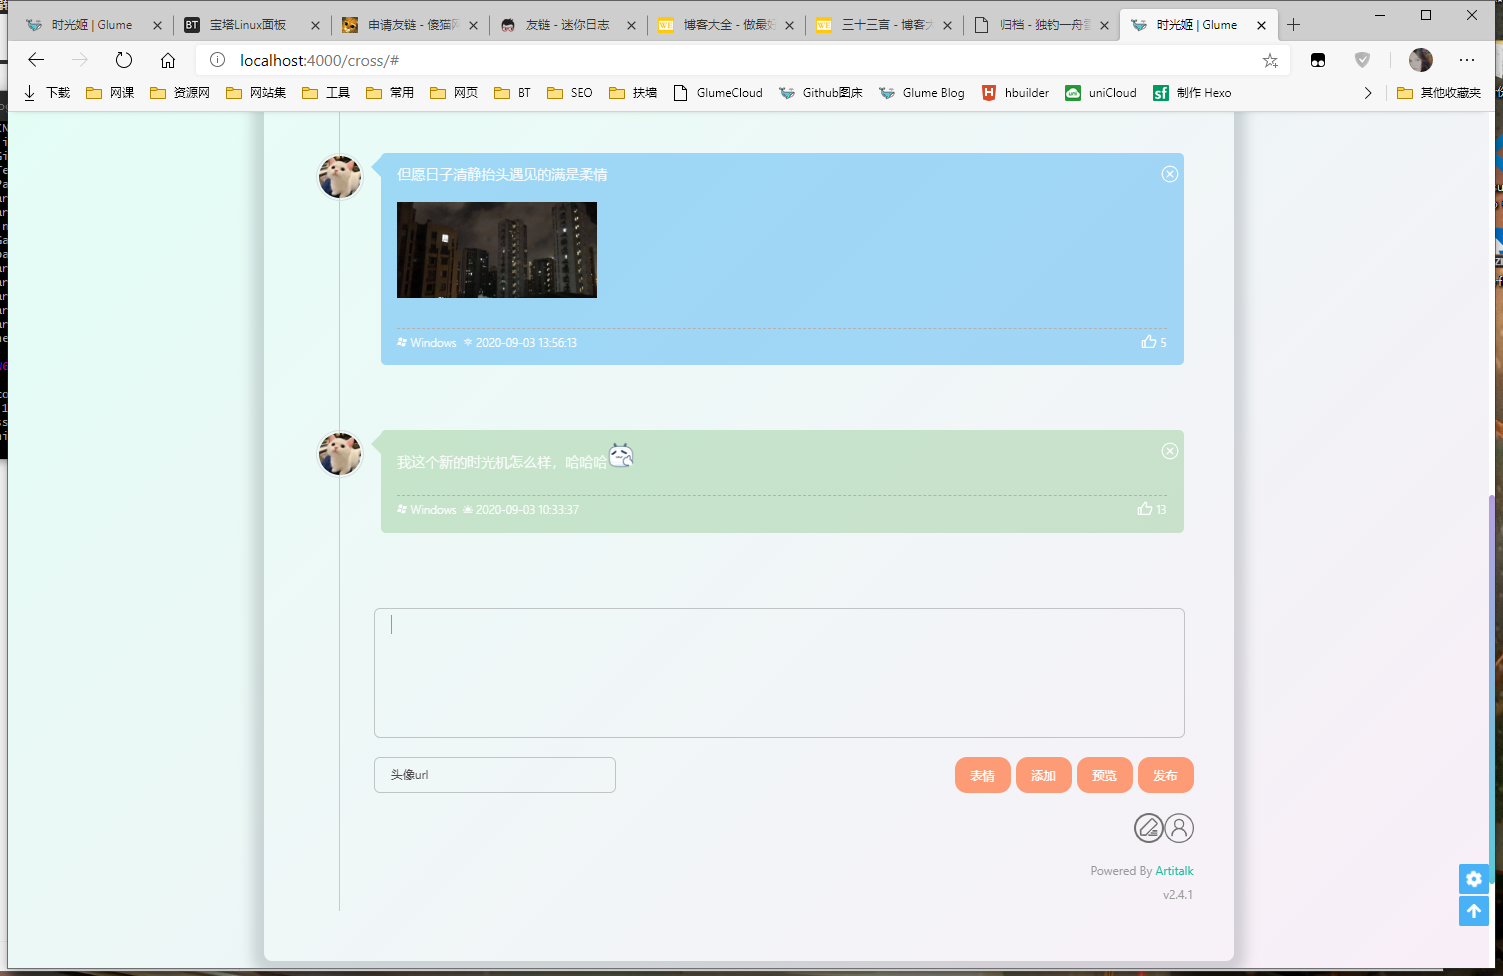 时光姬 | Glume
宝塔Linux面板
申请友链 - 傻猫网
友链 - 迷你日志
博客大全 - 做最好
三十三言 - 博客大
归档 - 独钓一舟雪
时光姬 | Glume
localhost:4000/cross/#
下载 网课 资源网 网站集 工具 常用 网页 BT SEO 扶墙 GlumeCloud Github图床 Glume Blog hbuilder uniCloud 制作 Hexo 其他收藏夹
但愿日子清静抬头遇见的满是柔情
Windows 2020-09-03 13:56:13 5
我这个新的时光机怎么样，哈哈哈
Windows 2020-09-03 10:33:37 13
头像url
表情 添加 预览 发布
Powered By Artitalk
v2.4.1